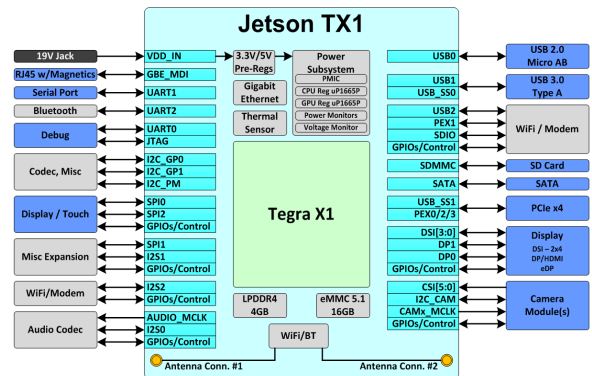 Jetson TX1
19V Jack
VDD_IN
3.3V/5V
Pre-Regs
Power
Subsystem
PMIC
CPU Reg uP1665P
GPU Reg uP1665P
Power Monitors
Voltage Monitor
USB0
USB 2.0
Micro AB
RJ45 w/Magnetics
GBE_MDI
Gigabit
Ethernet
USB1
USB_SS0
USB 3.0
Type A
Serial Port
UART1
Bluetooth
UART2
Thermal
Sensor
USB2
PEX1
SDIO
GPIOs/Control
WiFi / Modem
Debug
UART0
JTAG
Codec, Misc
I2C_GP0
I2C_GP1
I2C_PM
SDMMC
SD Card
SATA
SATA
Display / Touch
SPI0
SPI2
GPIOs/Control
Tegra X1
USB_SS1
PEX0/2/3
PCIe x4
Misc Expansion
SPI1
I2S1
GPIOs/Control
DSI[3:0]
DP1
DP0
GPIOs/Control
Display
DSI – 2x4
DP/HDMI
eDP
WiFi/Modem
I2S2
GPIOs/Control
LPDDR4
4GB
eMMC 5.1
16GB
CSI[5:0]
I2C_CAM
CAMx_MCLK
GPIOs/Control
Camera
Module(s)
Audio Codec
AUDIO_MCLK
I2S0
GPIOs/Control
WiFi/BT
Antenna Conn. #1
Antenna Conn. #2